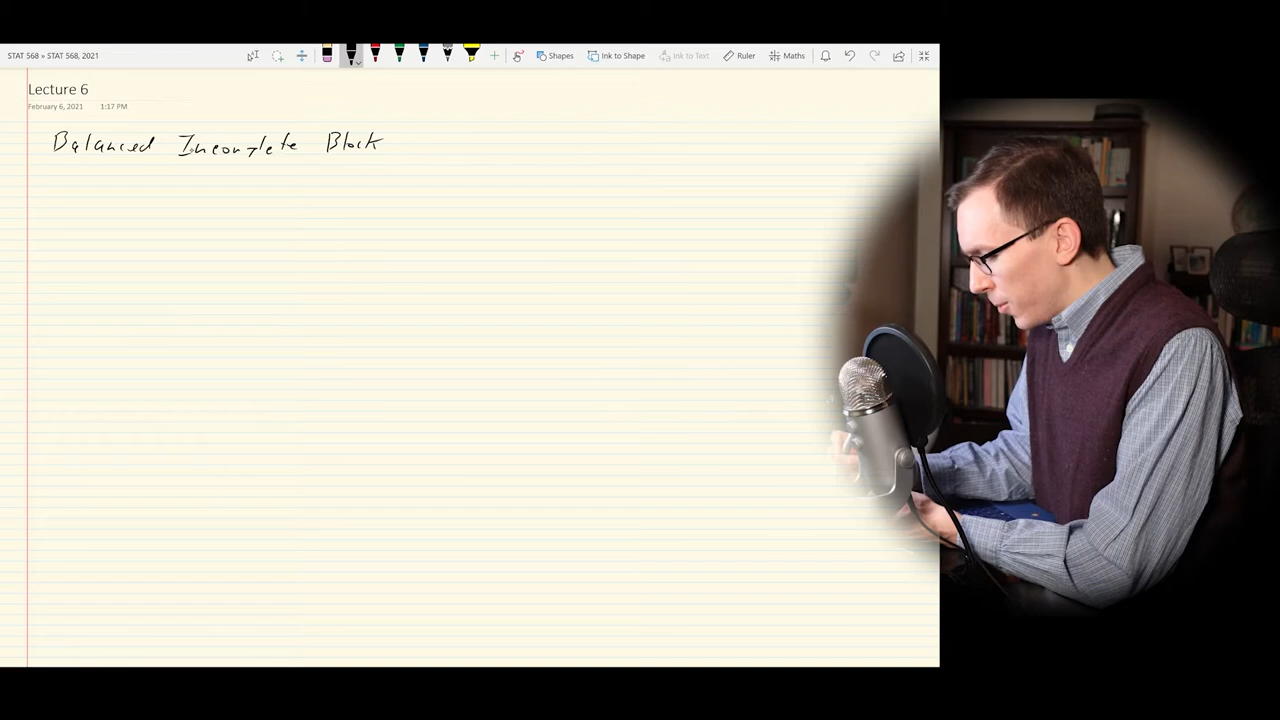 STAT 568 » STAT 568, 2021
Shapes Ink to Shape Ink to Text Ruler Maths
Lecture 6
February 6, 2021 1:17 PM
Balanced Incomplete Block